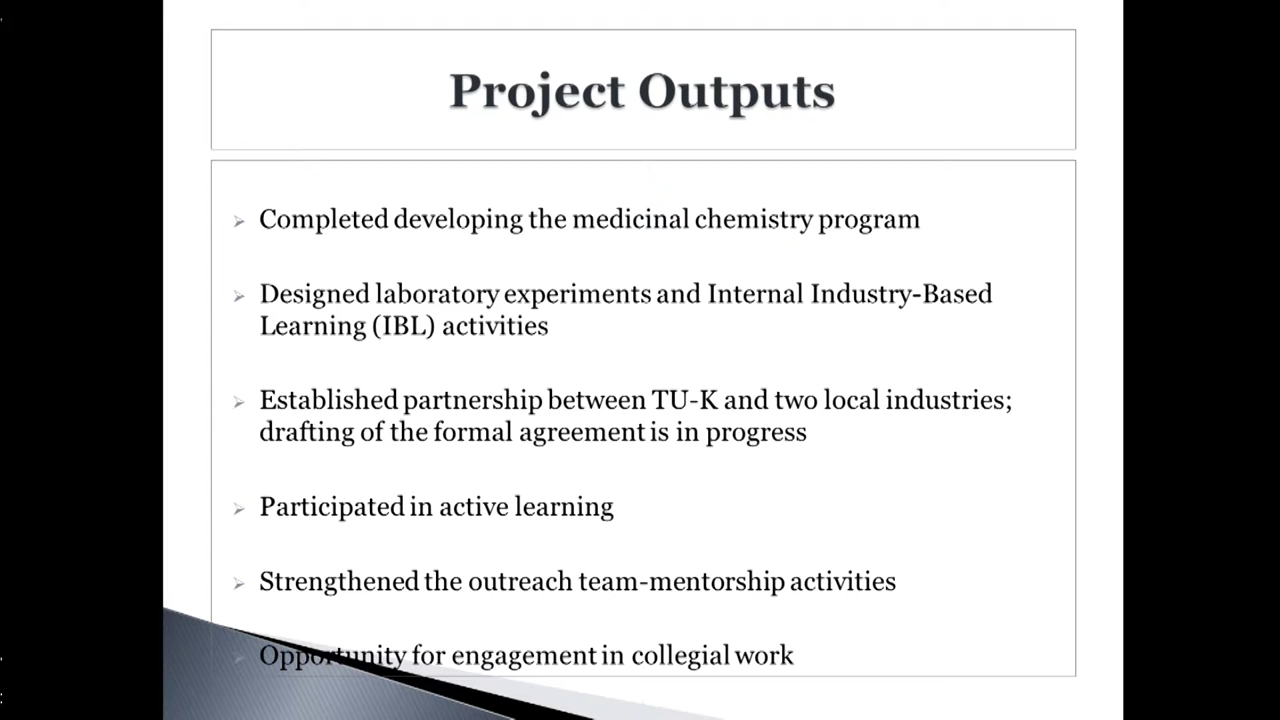 Project Outputs
Completed developing the medicinal chemistry program
Designed laboratory experiments and Internal Industry-Based
Learning (IBL) activities
Established partnership between TU-K and two local industries;
drafting of the formal agreement is in progress
Participated in active learning
Strengthened the outreach team-mentorship activities
Opportunity for engagement in collegial work